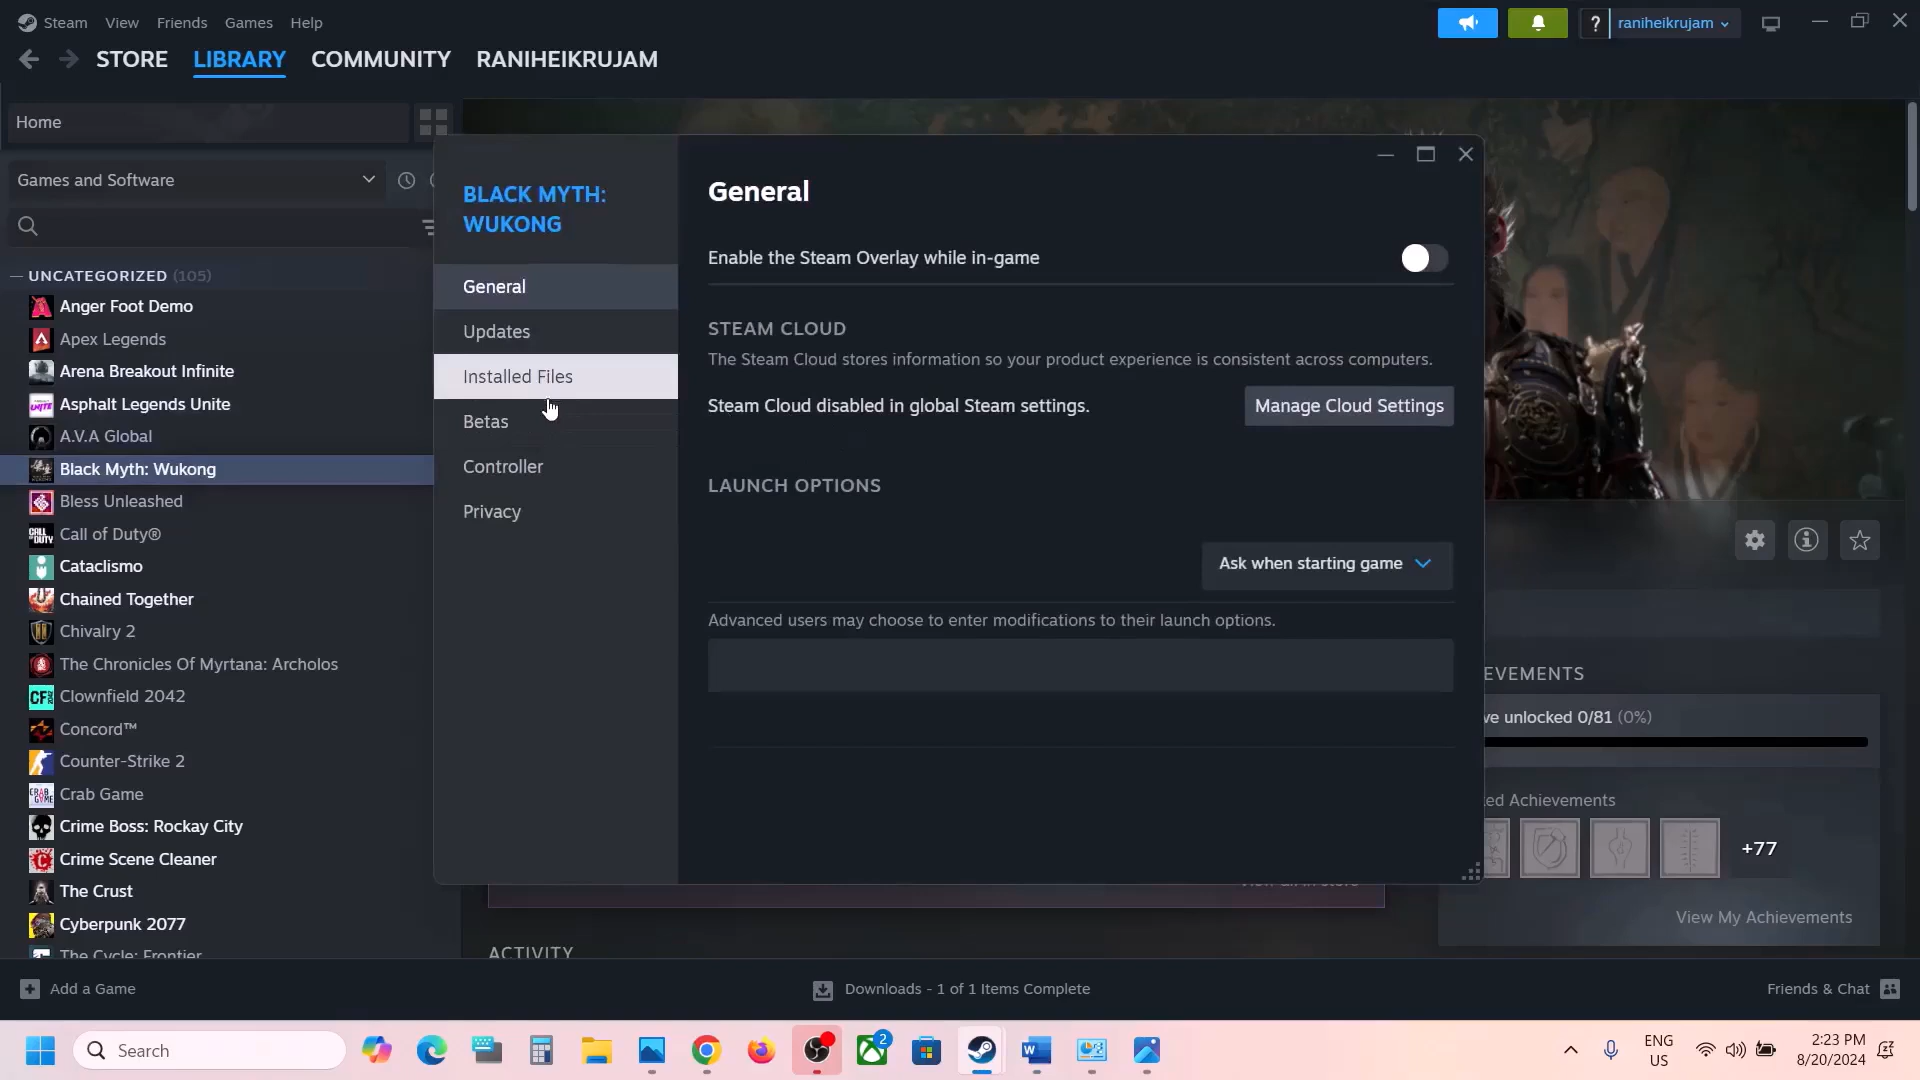 Steam View Friends Games Help
? raniheikrujam
STORE LIBRARY COMMUNITY RANIHEIKRUJAM
Home
Games and Software
UNCATEGORIZED (105)
Anger Foot Demo
Apex Legends
Arena Breakout Infinite
Asphalt Legends Unite
A.V.A Global
Black Myth: Wukong
Bless Unleashed
Call of Duty®
Cataclismo
Chained Together
Chivalry 2
The Chronicles Of Myrtana: Archolos
Clownfield 2042
Concord™
Counter-Strike 2
Crab Game
Crime Boss: Rockay City
Crime Scene Cleaner
The Crust
Cyberpunk 2077
The Cycle: Frontier
BLACK MYTH:
WUKONG
General
Updates
Installed Files
Betas
Controller
Privacy
General
Enable the Steam Overlay while in-game
STEAM CLOUD
The Steam Cloud stores information so your product experience is consistent across computers.
Steam Cloud disabled in global Steam settings.
Manage Cloud Settings
LAUNCH OPTIONS
Ask when starting game
Advanced users may choose to enter modifications to their launch options.
EVEMENTS
ve unlocked 0/81 (0%)
ed Achievements
+77
View My Achievements
ACTIVITY
Add a Game
Downloads - 1 of 1 Items Complete
Friends & Chat
Search
2
ENG
US
2:23 PM
8/20/2024